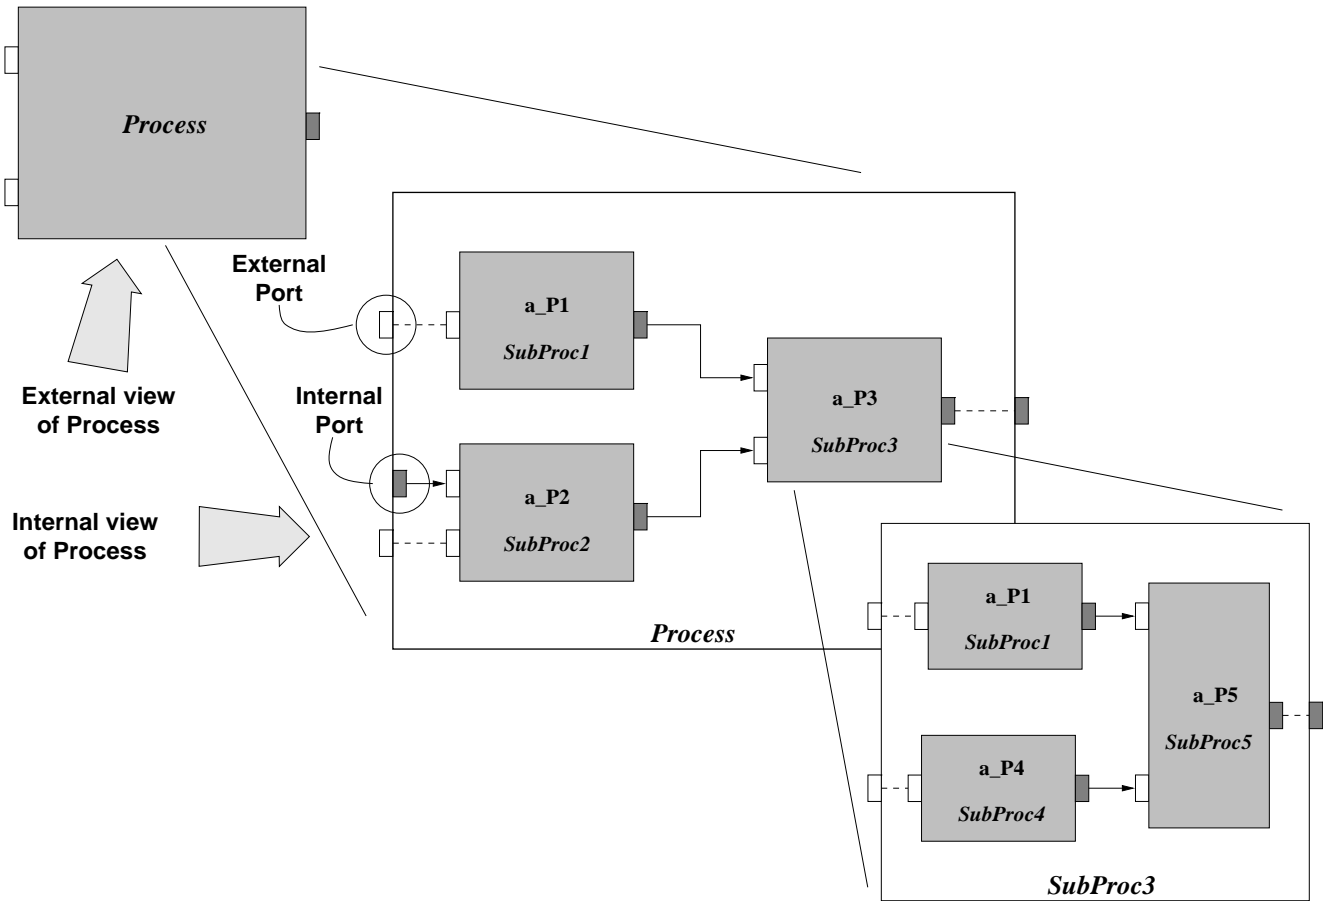 Process
External
Port
External view
of Process
Internal
Port
Internal view
of Process
a_P1
SubProc1
a_P2
SubProc2
a_P3
SubProc3
Process
a_P1
SubProc1
a_P4
SubProc4
a_P5
SubProc5
SubProc3